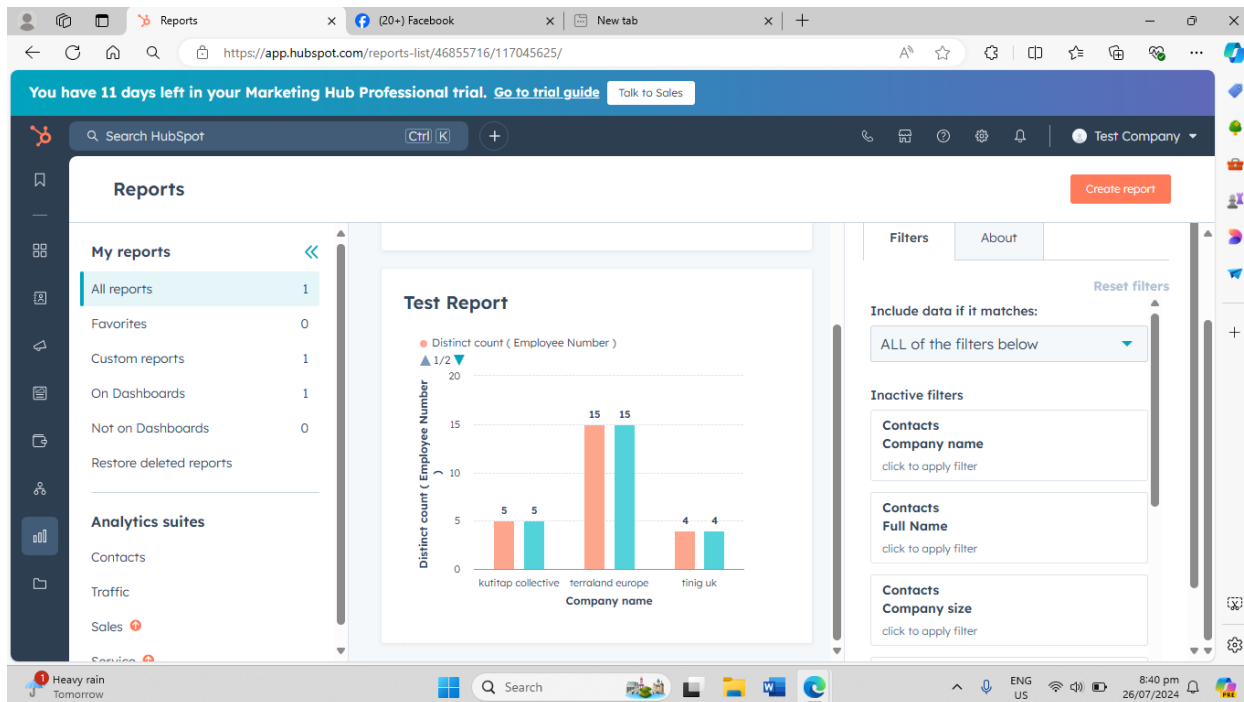 Reports
(20+) Facebook
New tab
https://app.hubspot.com/reports-list/46855716/117045625/
You have 11 days left in your Marketing Hub Professional trial. Go to trial guide Talk to Sales
Search HubSpot Ctrl K
Test Company
Reports
Create report
My reports
All reports 1
Favorites 0
Custom reports 1
On Dashboards 1
Not on Dashboards 0
Restore deleted reports
Analytics suites
Contacts
Traffic
Sales
Service
Test Report
Distinct count ( Employee Number )
1/2
Distinct count ( Employee Number )
20
15
10
5
0
5 5
15 15
4 4
kutitap collective terraland europe tinig uk
Company name
Filters About
Reset filters
Include data if it matches:
ALL of the filters below
Inactive filters
Contacts
Company name
click to apply filter
Contacts
Full Name
click to apply filter
Contacts
Company size
click to apply filter
1
Heavy rain
Tomorrow
Search
ENG
US
8:40 pm
26/07/2024
PRE